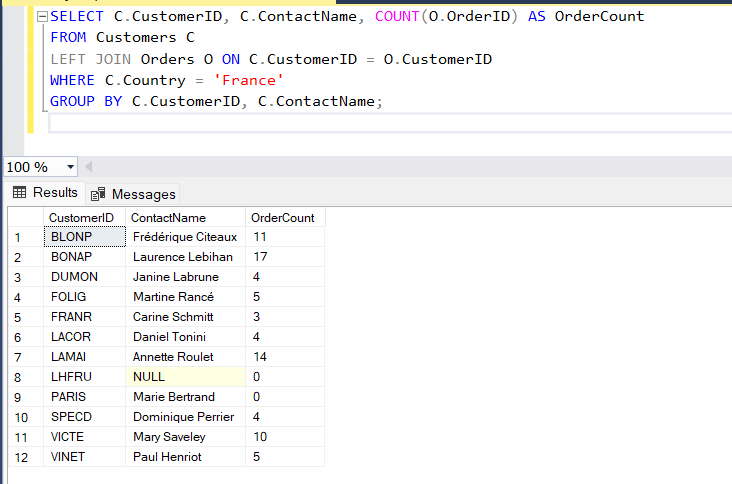 SELECT C.CustomerID, C.ContactName, COUNT(O.OrderID) AS OrderCount
FROM Customers C
LEFT JOIN Orders O ON C.CustomerID = O.CustomerID
WHERE C.Country = 'France'
GROUP BY C.CustomerID, C.ContactName;
100 %
Results Messages
CustomerID ContactName OrderCount
1 BLONP Frédérique Citeaux 11
2 BONAP Laurence Lebihan 17
3 DUMON Janine Labrune 4
4 FOLIG Martine Rancé 5
5 FRANR Carine Schmitt 3
6 LACOR Daniel Tonini 4
7 LAMAI Annette Roulet 14
8 LHFRU NULL 0
9 PARIS Marie Bertrand 0
10 SPECD Dominique Perrier 4
11 VICTE Mary Saveley 10
12 VINET Paul Henriot 5